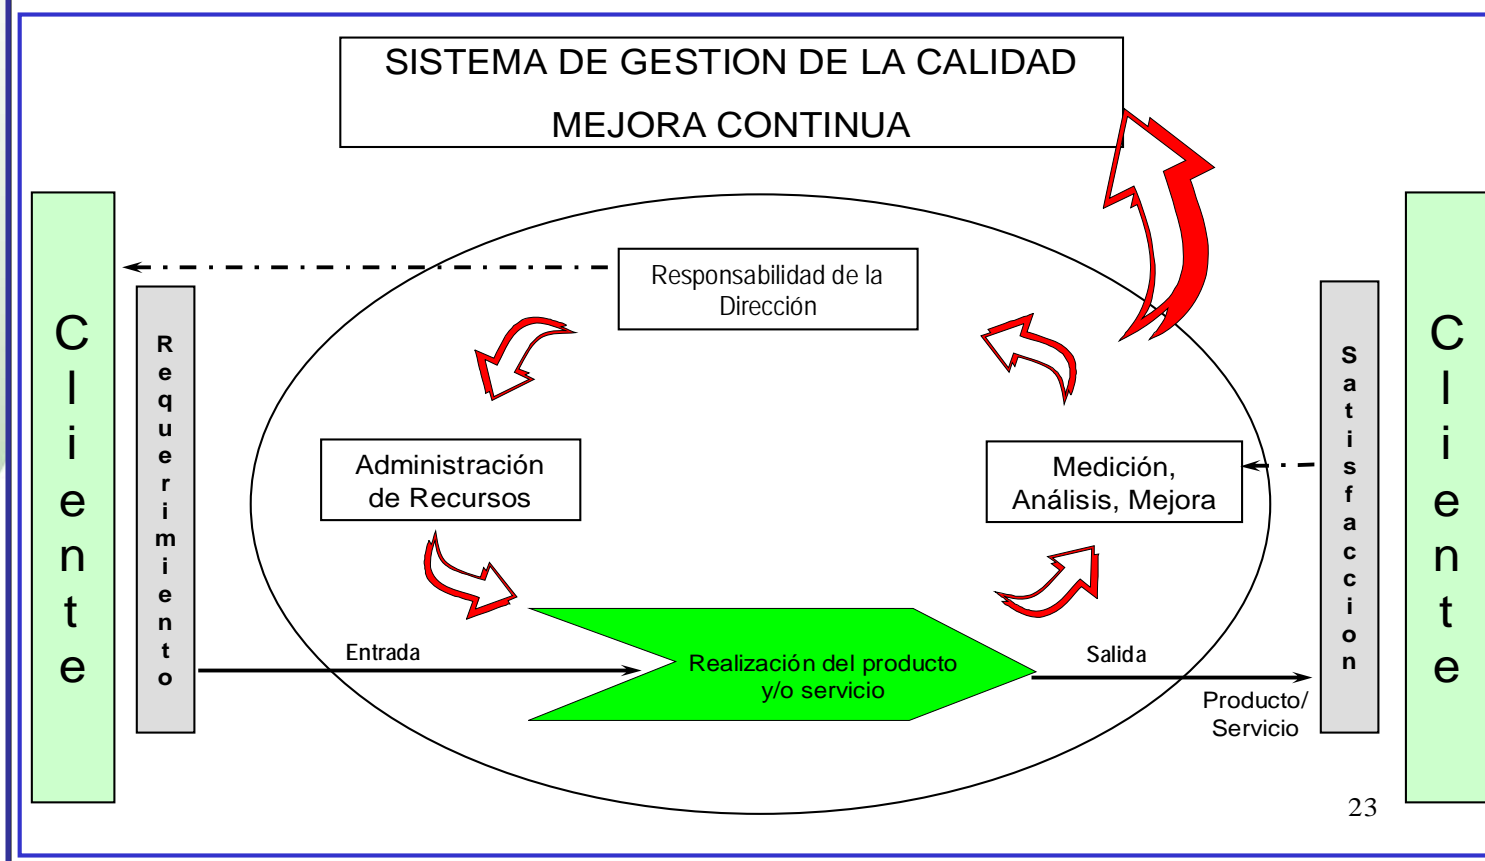 SISTEMA DE GESTION DE LA CALIDAD
MEJORA CONTINUA
Cliente
Requerimiento
Responsabilidad de la
Dirección
Administración
de Recursos
Medición,
Análisis, Mejora
Entrada
Realización del producto
y/o servicio
Salida
Producto/
Servicio
Satisfaccion
Cliente
23